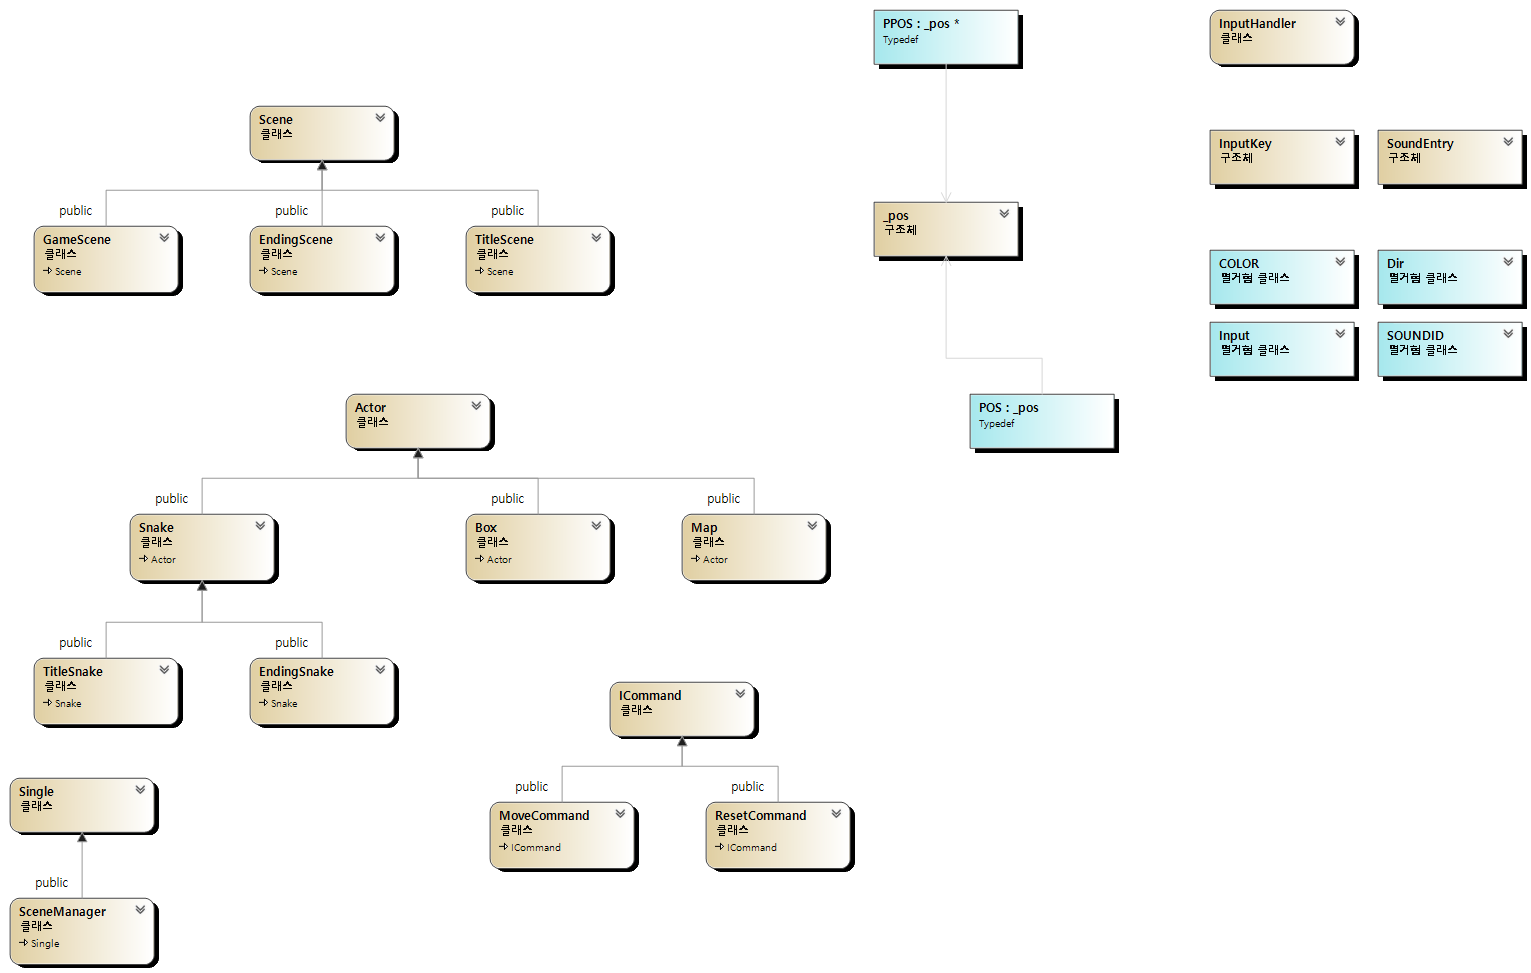 PPOS : _pos *
Typedef
InputHandler
클래스
Scene
클래스
InputKey
구조체
SoundEntry
구조체
public
public
public
GameScene
클래스
Scene
EndingScene
클래스
Scene
TitleScene
클래스
Scene
_pos
구조체
COLOR
열거형 클래스
Dir
열거형 클래스
Input
열거형 클래스
SOUNDID
열거형 클래스
Actor
클래스
POS : _pos
Typedef
public
public
public
Snake
클래스
Actor
Box
클래스
Actor
Map
클래스
Actor
public
public
TitleSnake
클래스
Snake
EndingSnake
클래스
Snake
ICommand
클래스
public
public
MoveCommand
클래스
ICommand
ResetCommand
클래스
ICommand
Single
클래스
public
SceneManager
클래스
Single